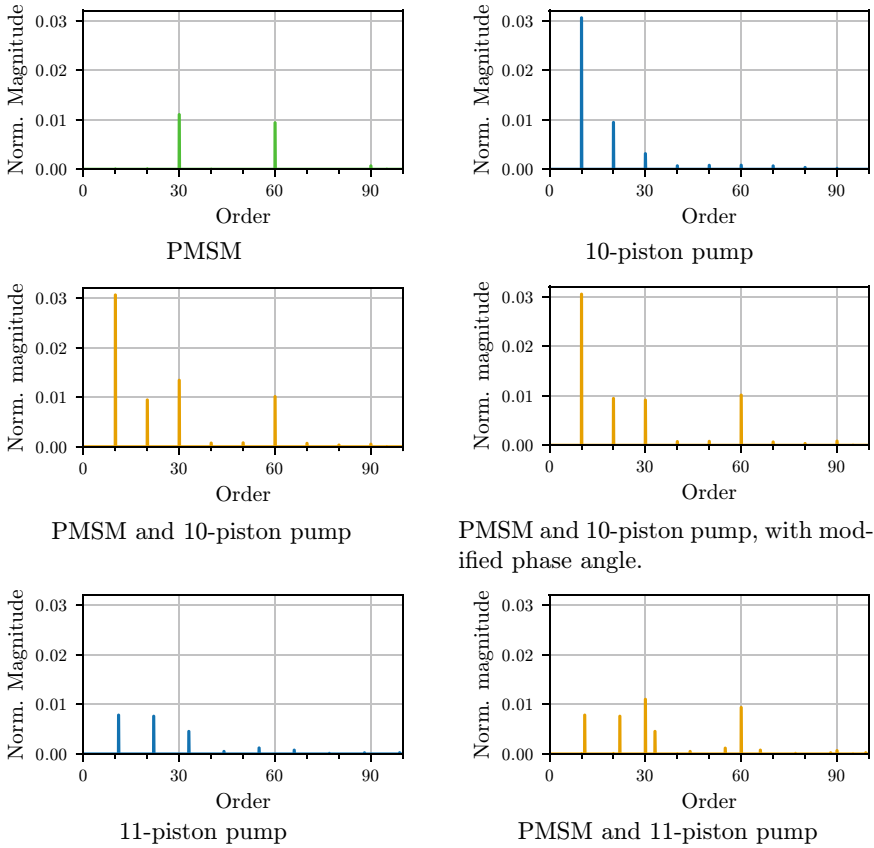 Norm. Magnitude
0.03
0.02
0.01
0.00
0
30
60
90
Order
PMSM
Norm. Magnitude
0.03
0.02
0.01
0.00
0
30
60
90
Order
10-piston pump
Norm. magnitude
0.03
0.02
0.01
0.00
0
30
60
90
Order
PMSM and 10-piston pump
Norm. magnitude
0.03
0.02
0.01
0.00
0
30
60
90
Order
PMSM and 10-piston pump, with mod-
ified phase angle.
Norm. Magnitude
0.03
0.02
0.01
0.00
0
30
60
90
Order
11-piston pump
Norm. magnitude
0.03
0.02
0.01
0.00
0
30
60
90
Order
PMSM and 11-piston pump